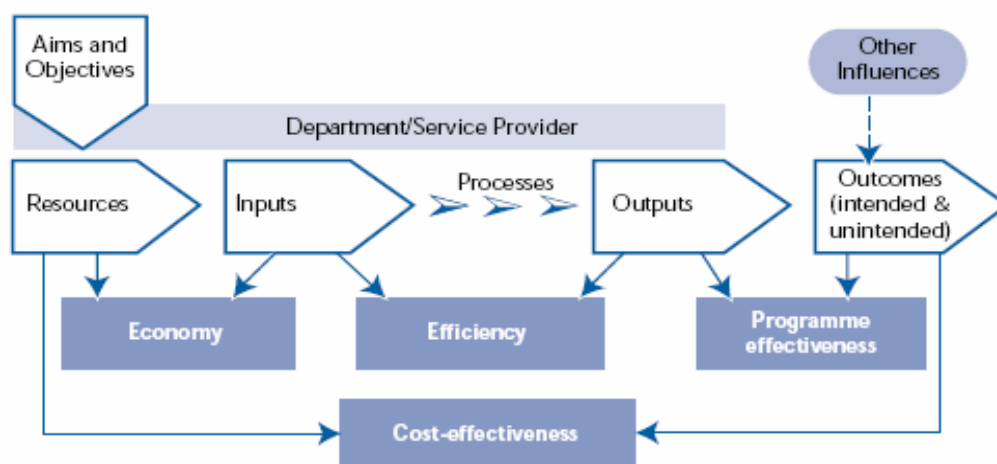 Aims and
Objectives
Other
Influences
Department/Service Provider
Resources
Inputs
Processes
Outputs
Outcomes
(intended &
unintended)
Economy
Efficiency
Programme
effectiveness
Cost-effectiveness